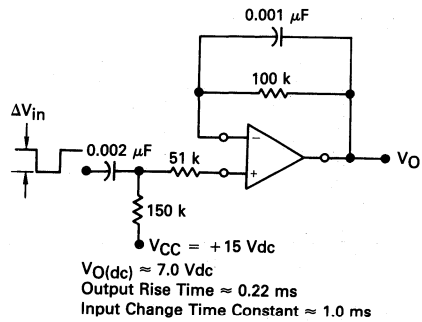 0.001 µF
100 k
ΔVin
0.002 µF
51 k
−
+
VO
150 k
VCC = +15 Vdc
VO(dc) ≈ 7.0 Vdc
Output Rise Time ≈ 0.22 ms
Input Change Time Constant ≈ 1.0 ms